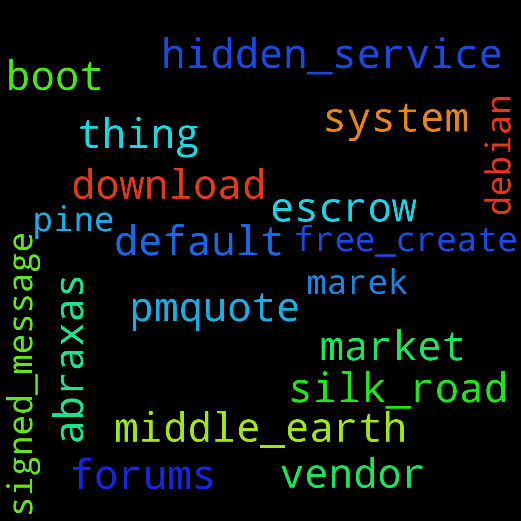 hidden_service
boot
system
debian
thing
download
escrow
pine
default
free_create
signed_message
marek
abraxas
pmquote
market
silk_road
middle_earth
forums
vendor